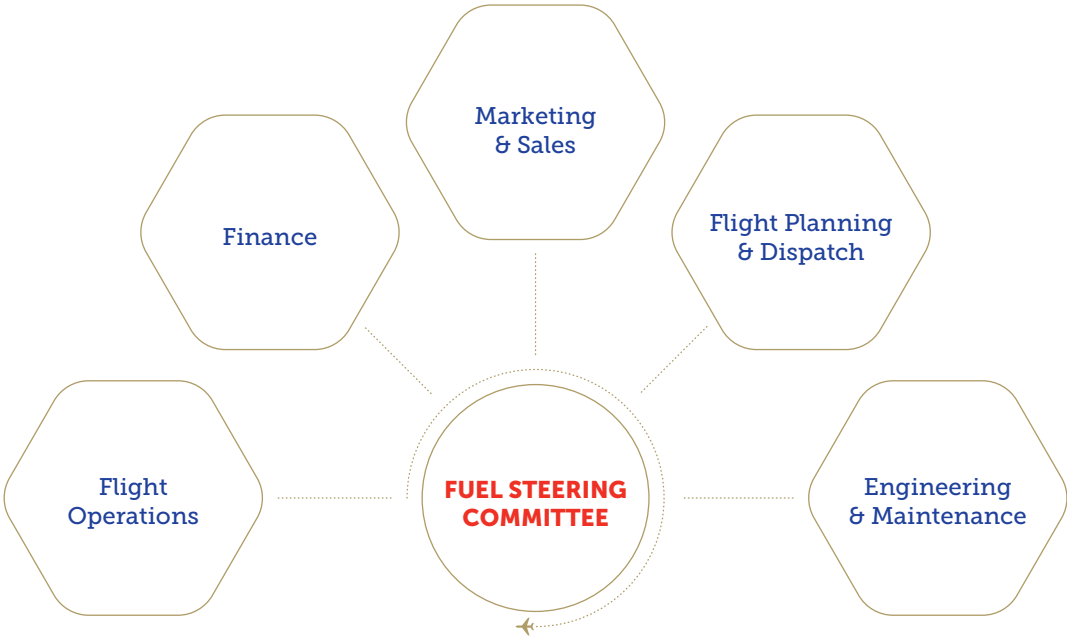 Marketing
& Sales
Finance
Flight Planning
& Dispatch
Flight
Operations
FUEL STEERING
COMMITTEE
Engineering
& Maintenance